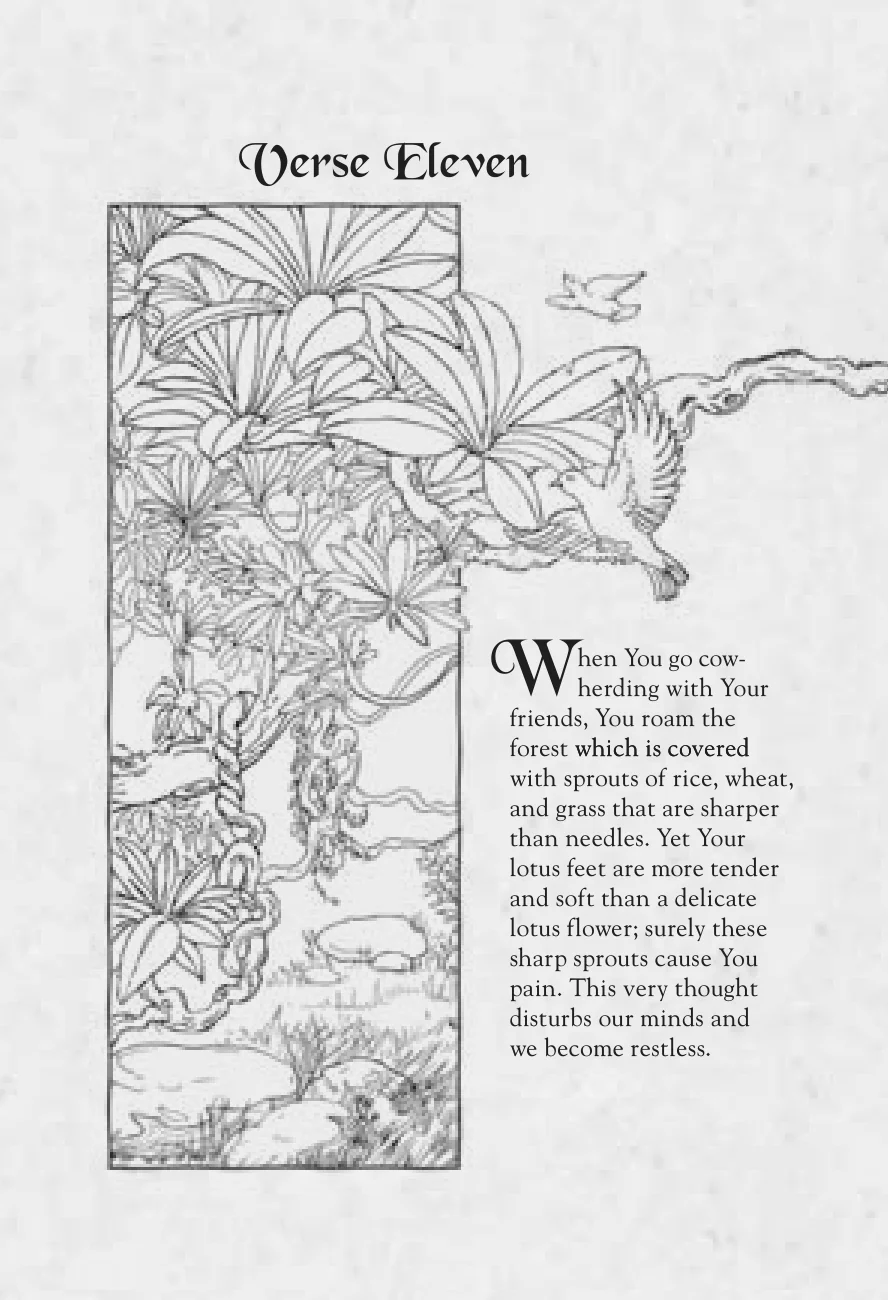 Verse Eleven
When You go cow-
herding with Your
friends, You roam the
forest which is covered
with sprouts of rice, wheat,
and grass that are sharper
than needles. Yet Your
lotus feet are more tender
and soft than a delicate
lotus flower; surely these
sharp sprouts cause You
pain. This very thought
disturbs our minds and
we become restless.